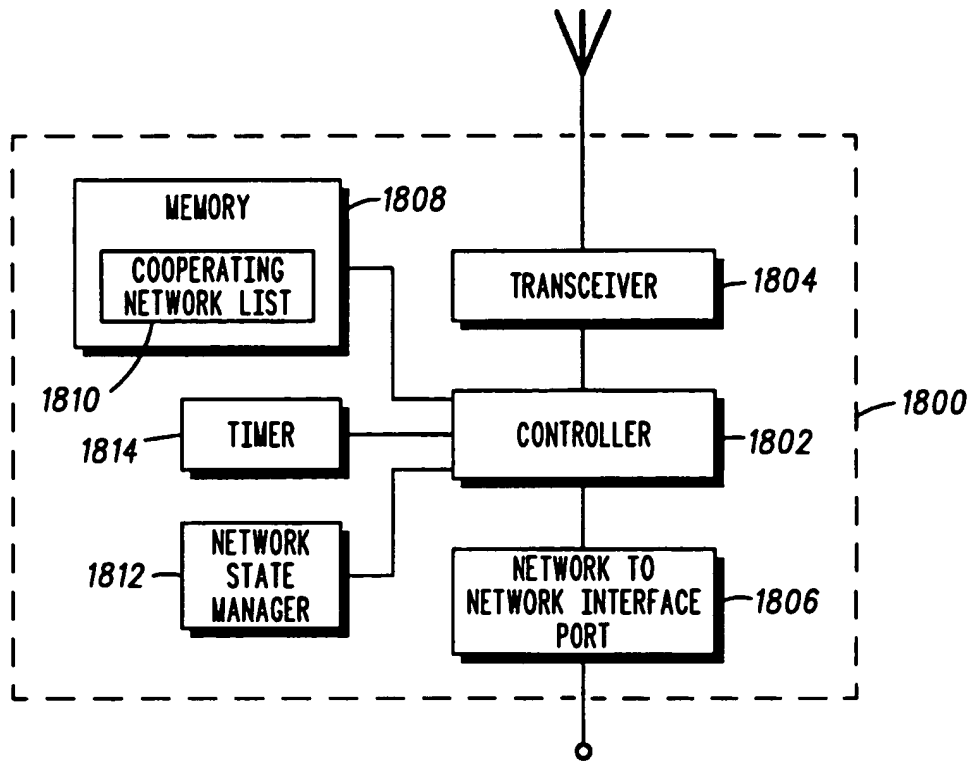 MEMORY
1808
COOPERATING
NETWORK LIST
1810
TRANSCEIVER
1804
1800
TIMER
1814
CONTROLLER
1802
NETWORK
STATE
MANAGER
1812
NETWORK TO
NETWORK INTERFACE
PORT
1806